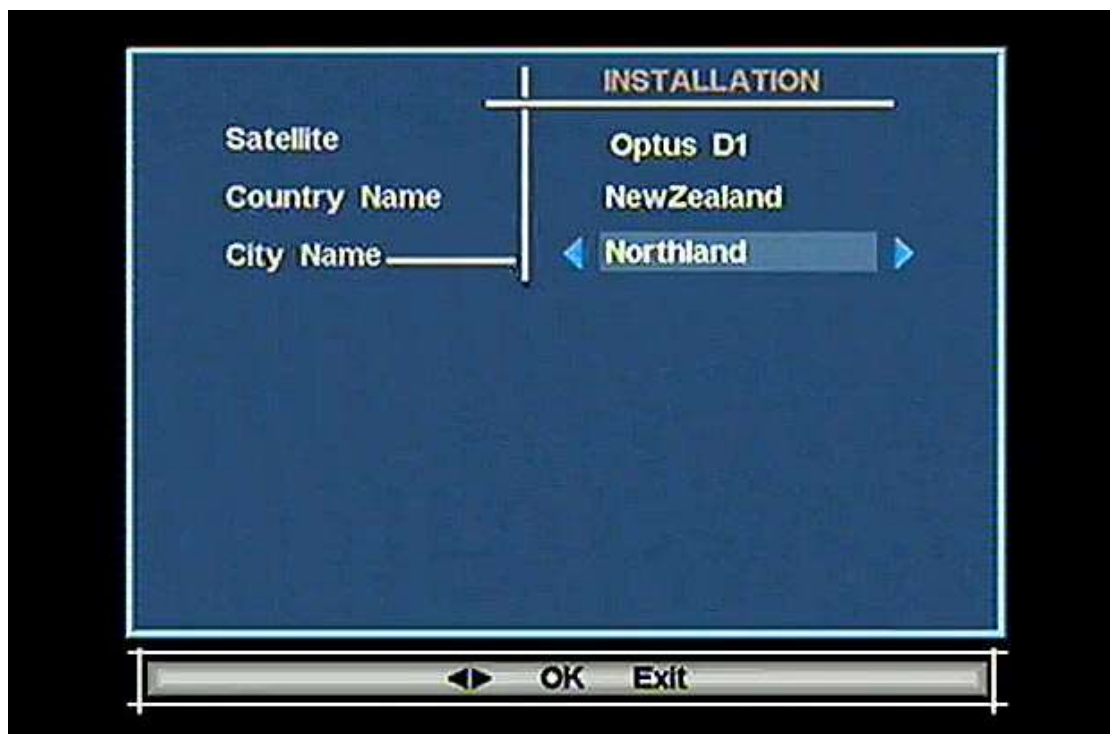 INSTALLATION
Satellite Optus D1
Country Name NewZealand
City Name Northland
OK Exit